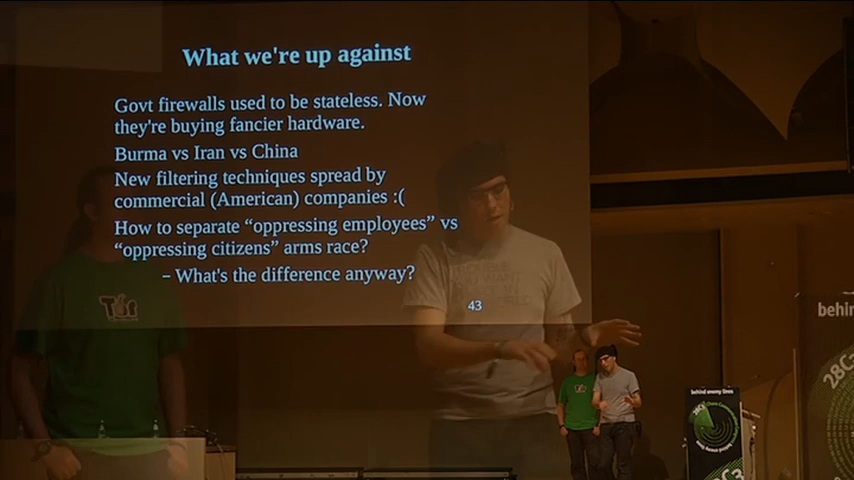 What we're up against
Govt firewalls used to be stateless. Now
they're buying fancier hardware.
Burma vs Iran vs China
New filtering techniques spread by
commercial (American) companies :(
How to separate “oppressing employees” vs
“oppressing citizens” arms race?
– What's the difference anyway?
43
behind enemy lines
28C3